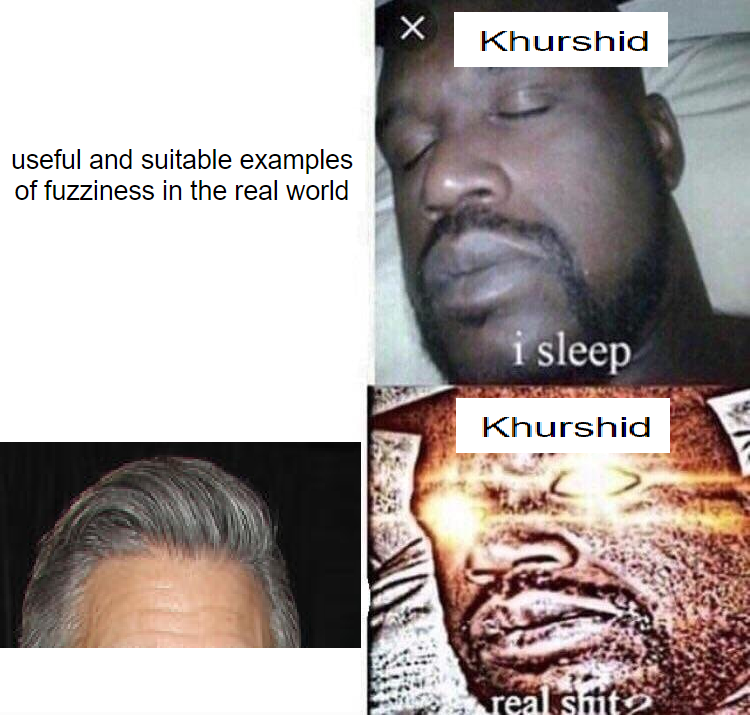 Khurshid
useful and suitable examples
of fuzziness in the real world
i sleep
Khurshid
real shit?